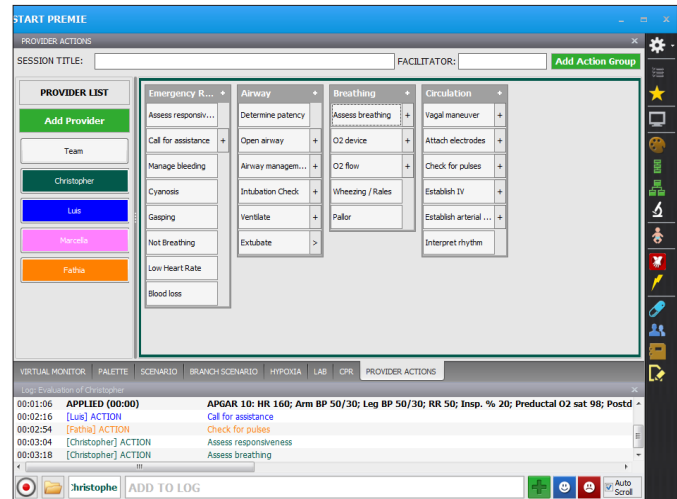 START PREMIE
PROVIDER ACTIONS
SESSION TITLE: FACILITATOR: Add Action Group
PROVIDER LIST
Add Provider
Team
Christopher
Luis
Marcella
Fathia
Emergency R... +
Assess responsiv...
Call for assistance +
Manage bleeding
Cyanosis
Gasping
Not Breathing
Low Heart Rate
Blood loss
Airway +
Determine patency
Open airway +
Airway managem... +
Intubation Check +
Ventilate +
Extubate >
Breathing +
Assess breathing +
O2 device +
O2 flow +
Wheezing / Rales
Pallor
Circulation +
Vagal maneuver +
Attach electrodes +
Check for pulses +
Establish IV +
Establish arterial ... +
Interpret rhythm
VIRTUAL MONITOR PALETTE SCENARIO BRANCH SCENARIO HYPOXIA LAB CPR PROVIDER ACTIONS
Log: Evaluation of Christopher
00:01:06 APPLIED (00:00) APGAR 10: HR 160; Arm BP 50/30; Leg BP 50/30; RR 50; Insp. % 20; Preductal O2 sat 98; Postd
00:02:16 [Luis] ACTION Call for assistance
00:02:54 [Fathia] ACTION Check for pulses
00:03:04 [Christopher] ACTION Assess responsiveness
00:03:18 [Christopher] ACTION Assess breathing
Christophe ADD TO LOG Auto Scroll